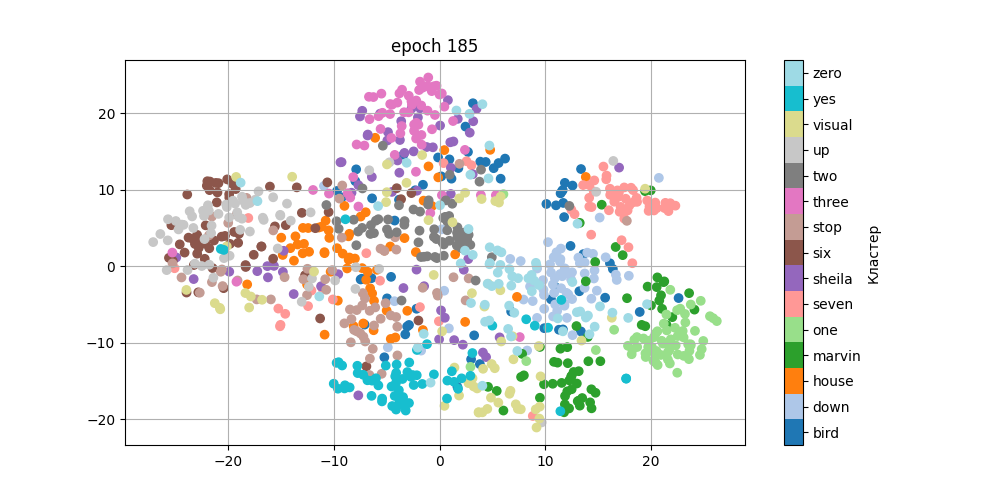 epoch 185
20
10
0
−10
−20
−20
−10
0
10
20
zero
yes
visual
up
two
three
stop
six
sheila
seven
one
marvin
house
down
bird
Кластер